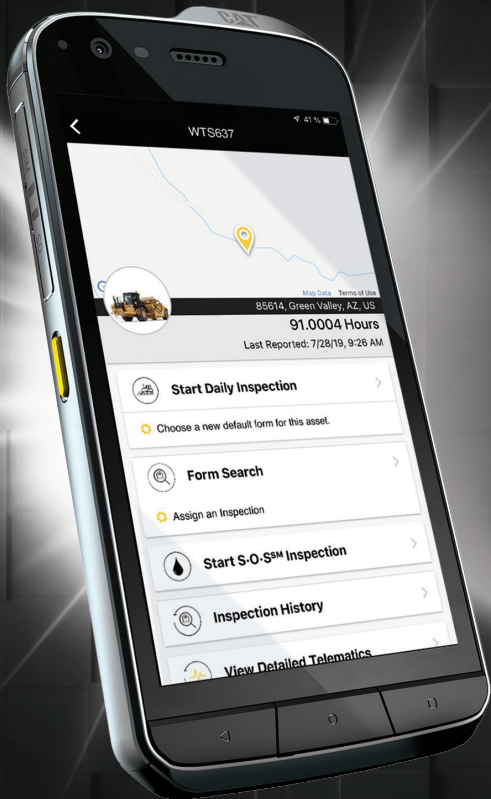 CAT
WTS637
41 %
Map Data Terms of Use
85614, Green Valley, AZ, US
91.0004 Hours
Last Reported: 7/28/19, 9:26 AM
Start Daily Inspection
Choose a new default form for this asset.
Form Search
Assign an Inspection
Start S·O·S℠ Inspection
Inspection History
View Detailed Telematics